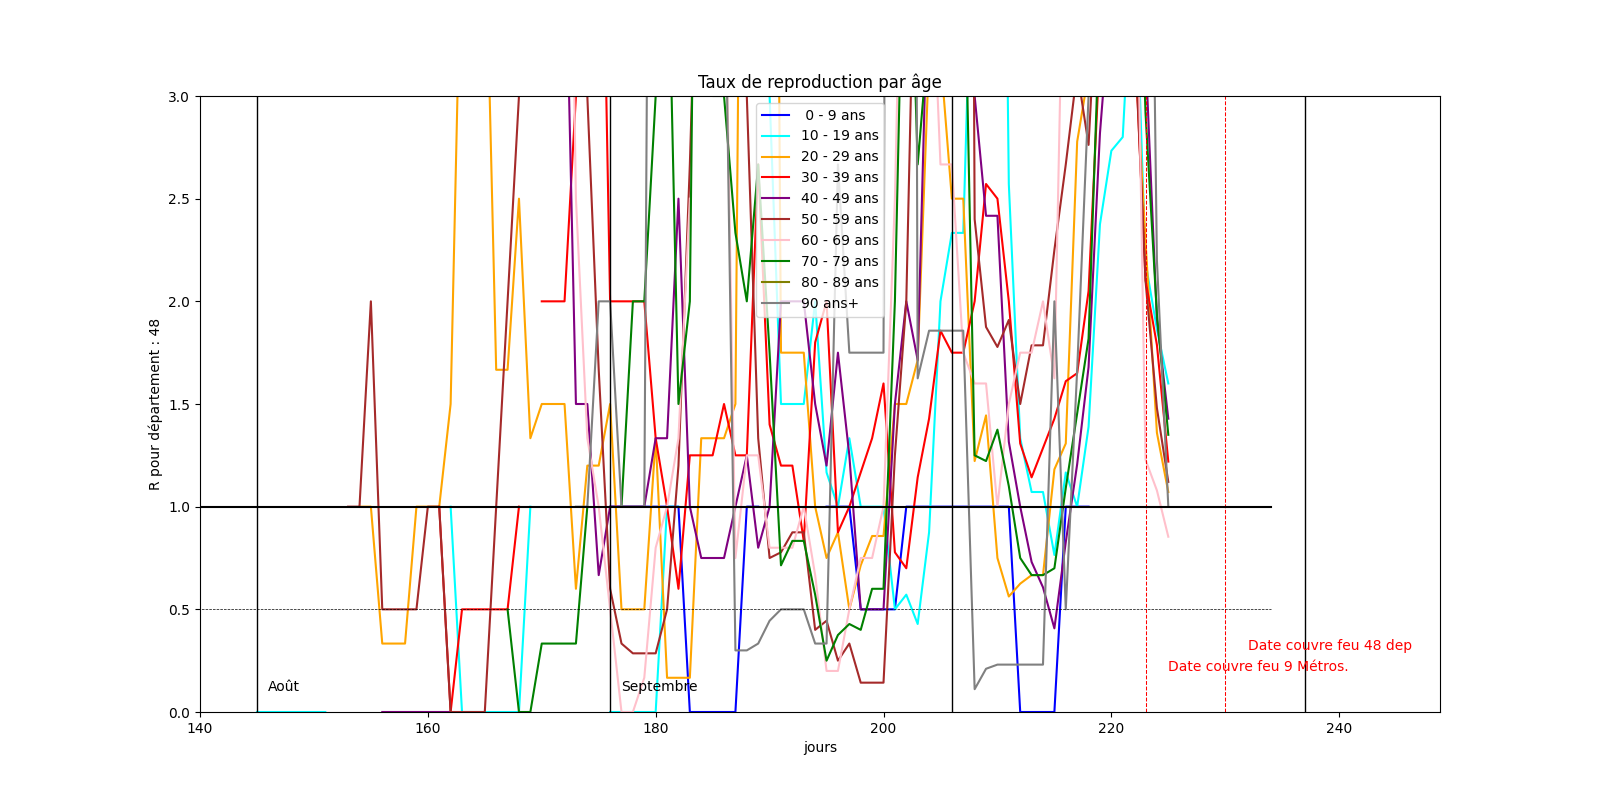 Taux de reproduction par âge
R pour département : 48
3.0
2.5
2.0
1.5
1.0
0.5
0.0
0 - 9 ans
10 - 19 ans
20 - 29 ans
30 - 39 ans
40 - 49 ans
50 - 59 ans
60 - 69 ans
70 - 79 ans
80 - 89 ans
90 ans+
Date couvre feu 48 dep
Date couvre feu 9 Métros.
Août
Septembre
140
160
180
200
220
240
jours